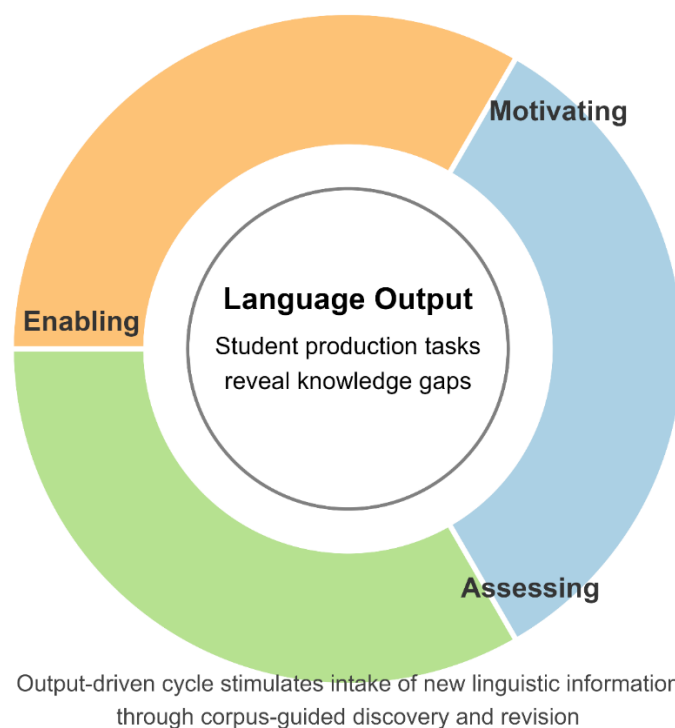 Motivating
Language Output
Enabling
Student production tasks
reveal knowledge gaps
Assessing
Output-driven cycle stimulates intake of new linguistic information
through corpus-guided discovery and revision